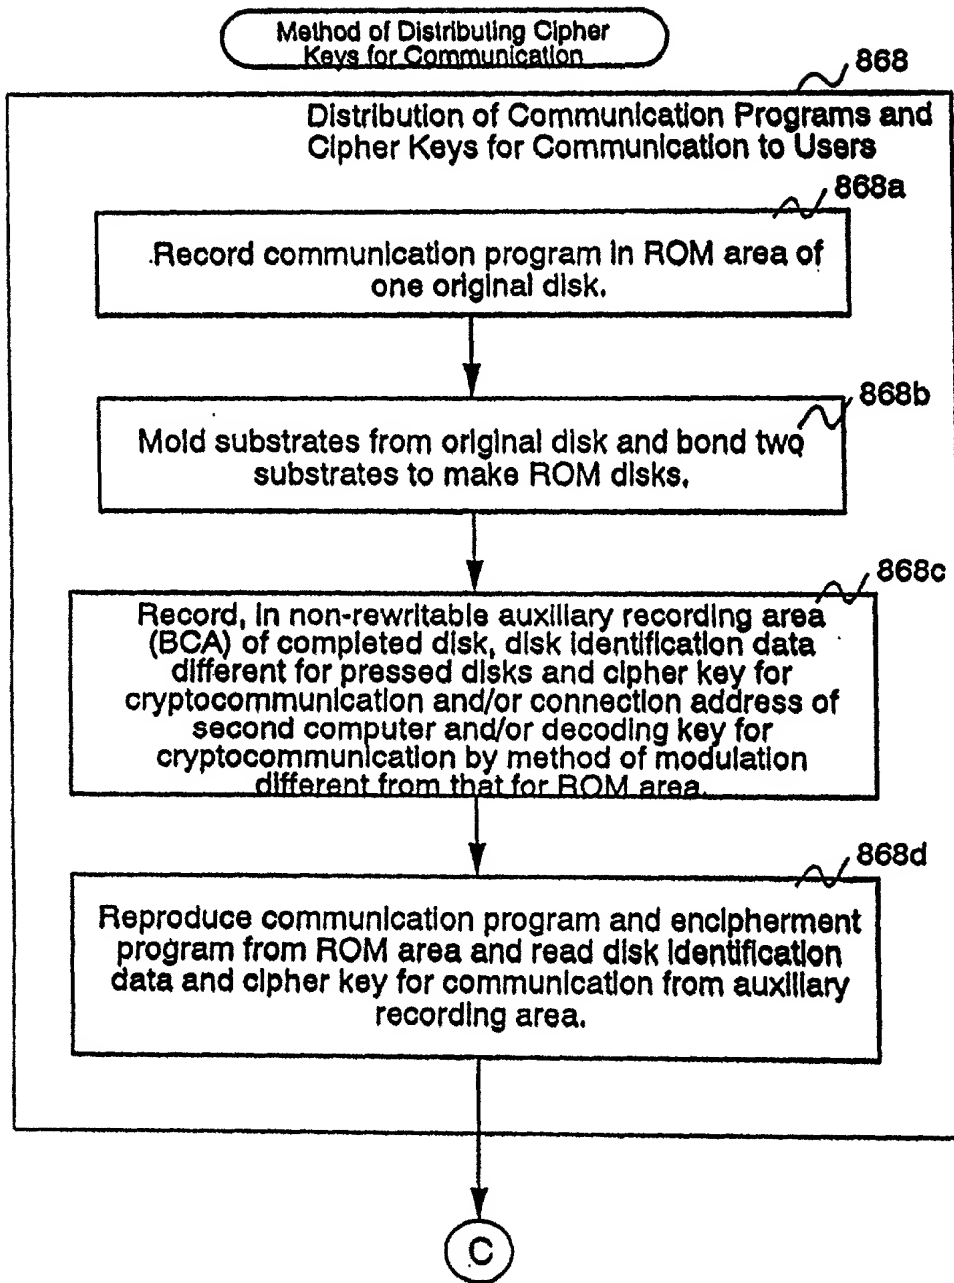 Method of Distributing Cipher
Keys for Communication
868
Distribution of Communication Programs and
Cipher Keys for Communication to Users
868a
Record communication program in ROM area of
one original disk.
868b
Mold substrates from original disk and bond two
substrates to make ROM disks.
868c
Record, in non-rewritable auxiliary recording area
(BCA) of completed disk, disk identification data
different for pressed disks and cipher key for
cryptocommunication and/or connection address of
second computer and/or decoding key for
cryptocommunication by method of modulation
different from that for ROM area.
868d
Reproduce communication program and encipherment
program from ROM area and read disk identification
data and cipher key for communication from auxiliary
recording area.
C